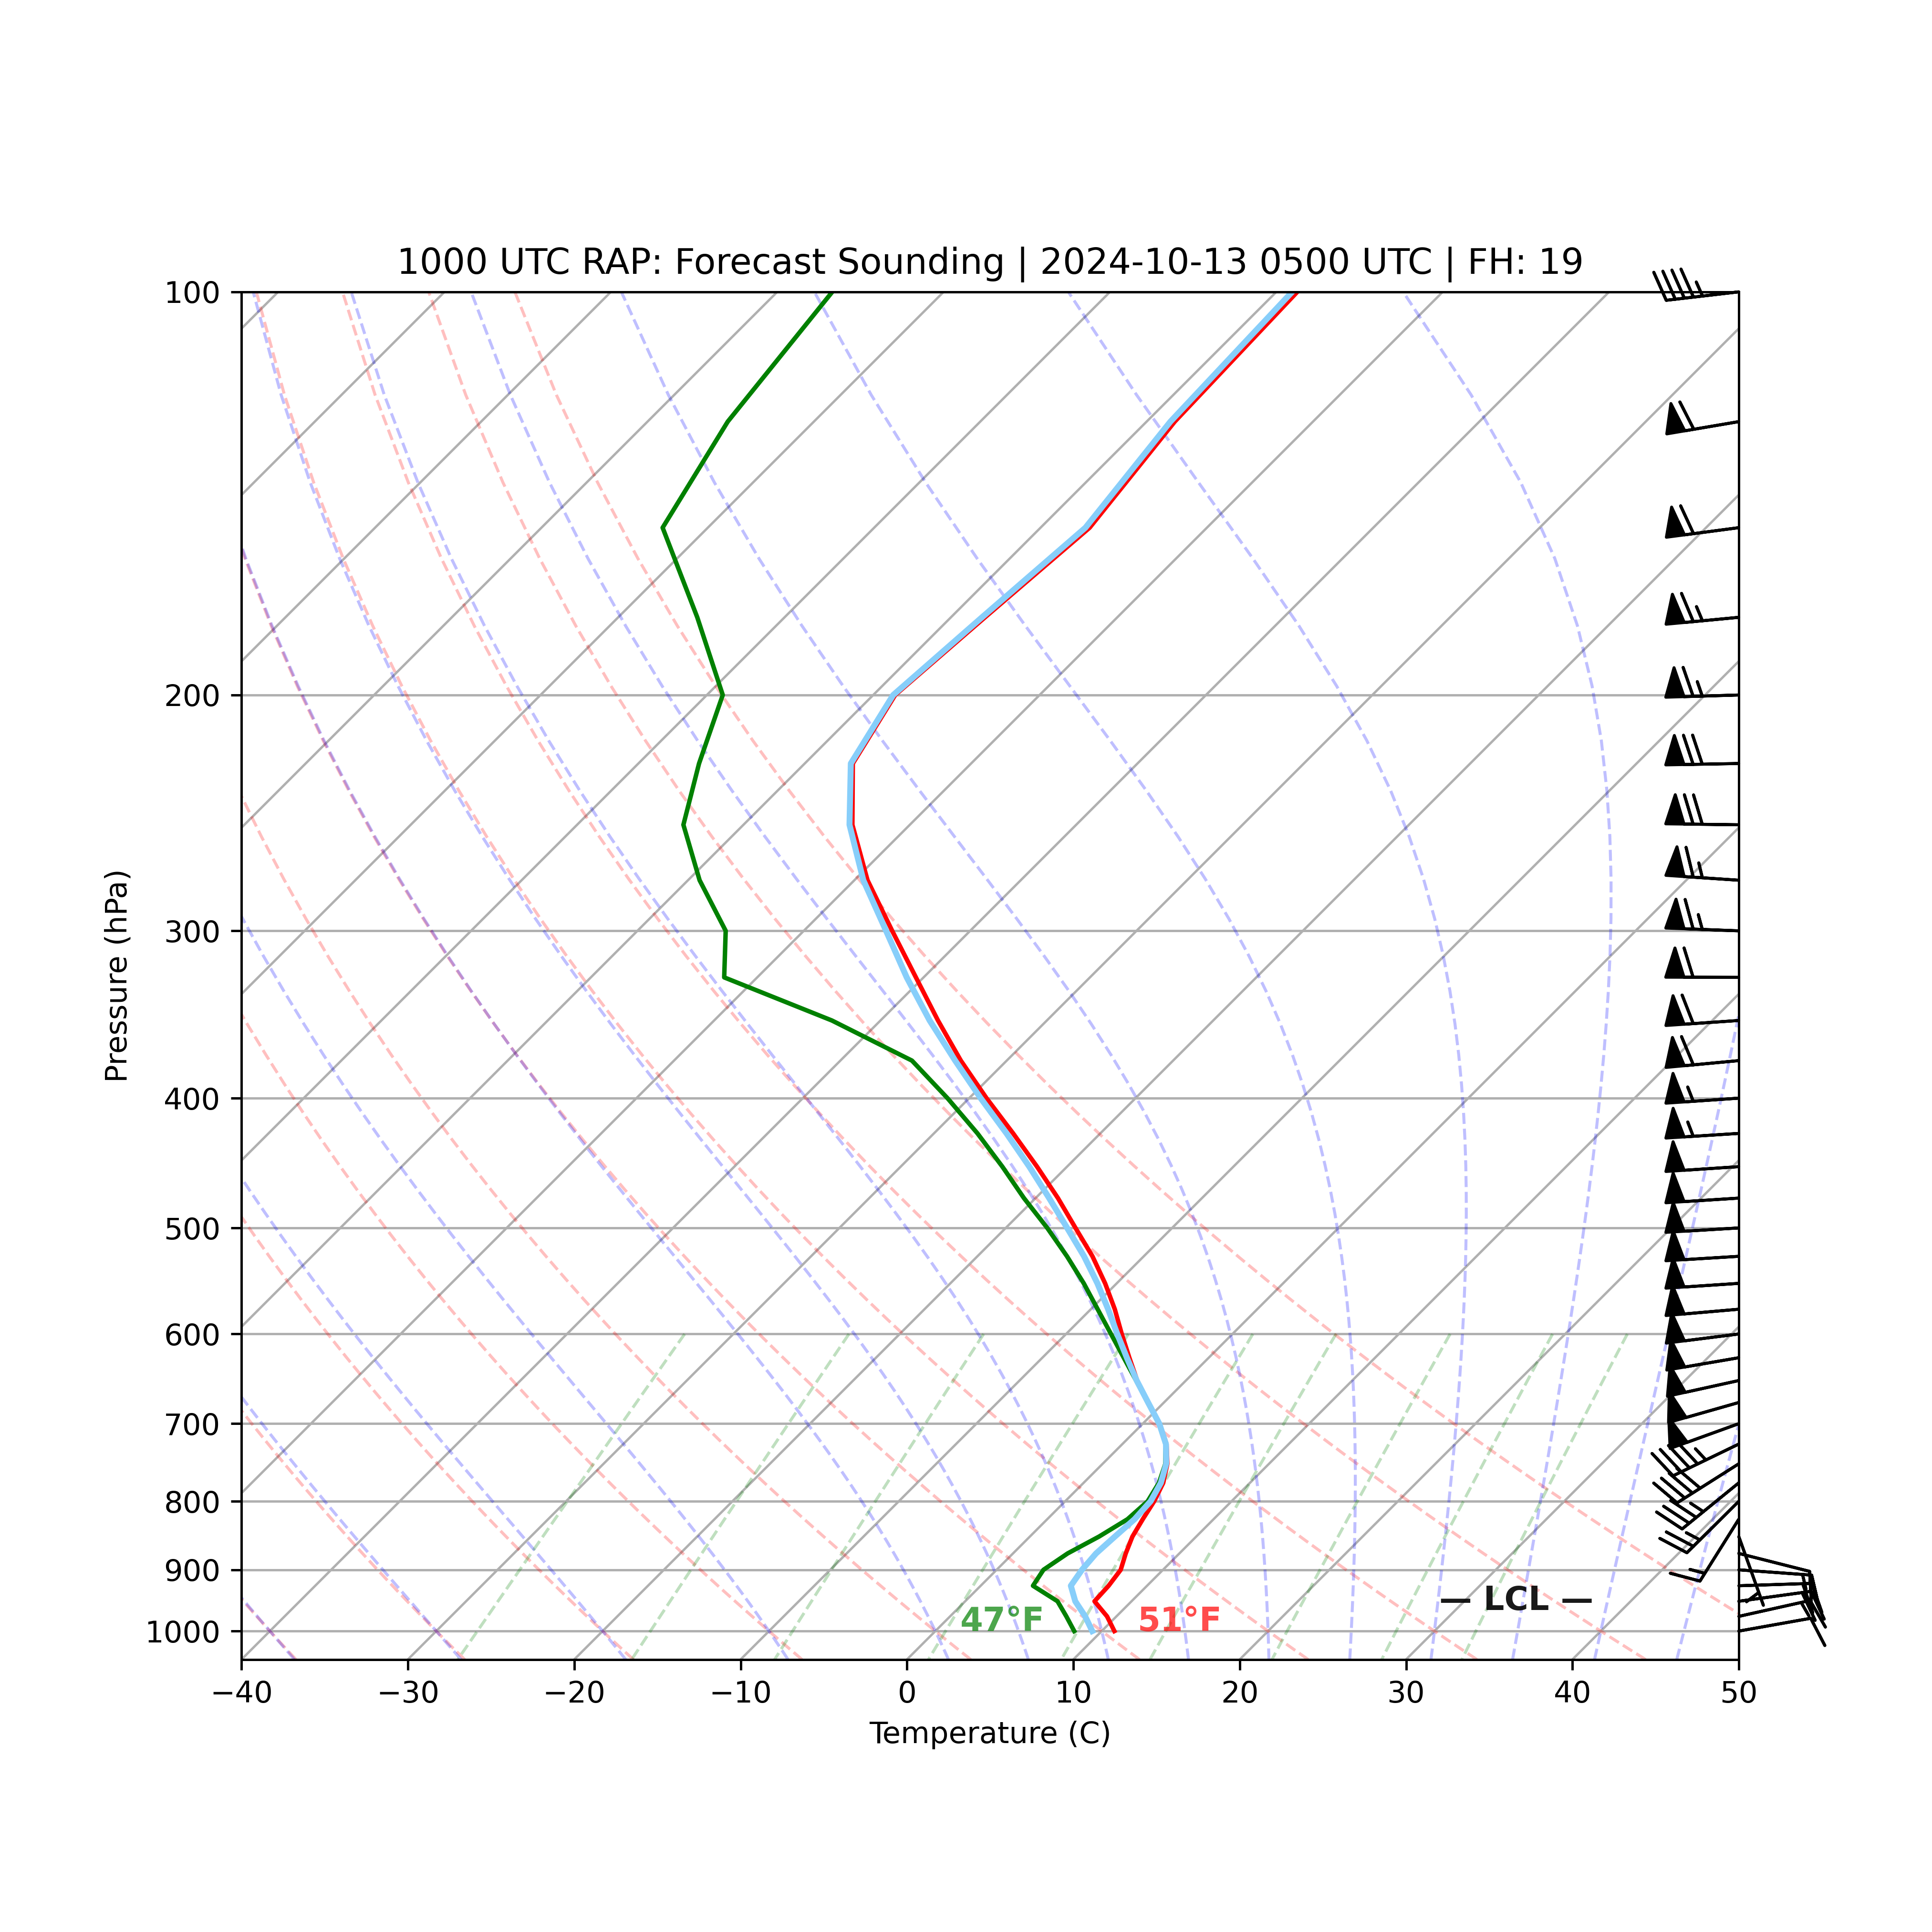 1000 UTC RAP: Forecast Sounding | 2024-10-13 0500 UTC | FH: 19
100
200
300
400
500
600
700
800
900
1000
Pressure (hPa)
— LCL —
47°F
51°F
−40 −30 −20 −10 0 10 20 30 40 50
Temperature (C)